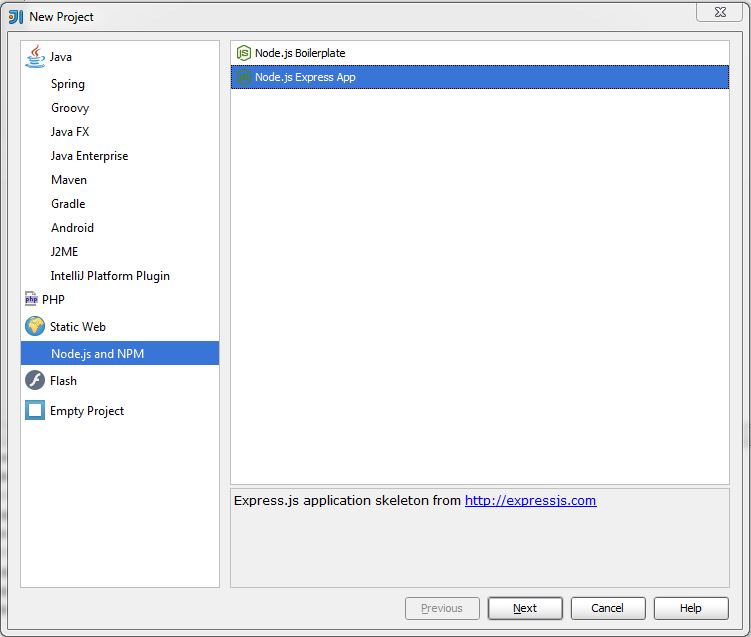 New Project
Java
Spring
Groovy
Java FX
Java Enterprise
Maven
Gradle
Android
J2ME
IntelliJ Platform Plugin
php PHP
Static Web
Node.js and NPM
Flash
Empty Project
Node.js Boilerplate
Node.js Express App
Express.js application skeleton from http://expressjs.com
Previous Next Cancel Help